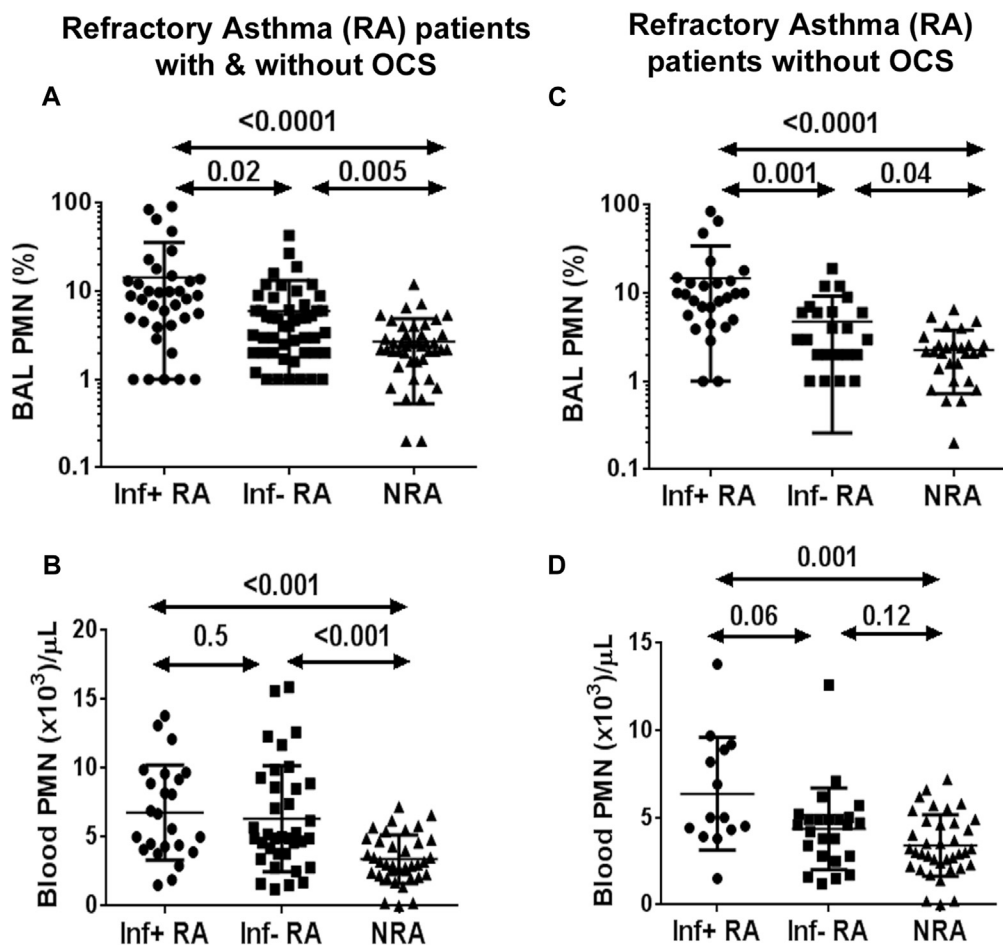 Refractory Asthma (RA) patients
with & without OCS
A
<0.0001
0.02 0.005
100
10
1
0.1
BAL PMN (%)
Inf+ RA Inf- RA NRA
Refractory Asthma (RA)
patients without OCS
C
<0.0001
0.001 0.04
100
10
1
0.1
BAL PMN (%)
Inf+ RA Inf- RA NRA
B
<0.001
0.5 <0.001
20
15
10
5
0
Blood PMN (x10³)/µL
Inf+ RA Inf- RA NRA
D
0.001
0.06 0.12
15
10
5
0
Blood PMN (x10³)/µL
Inf+ RA Inf- RA NRA